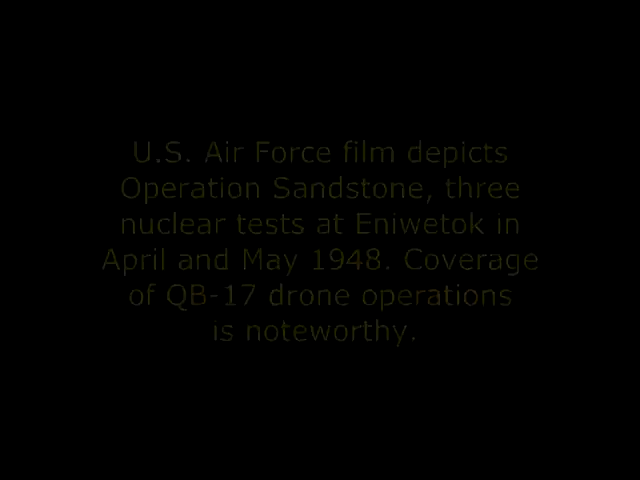 U.S. Air Force film depicts
Operation Sandstone, three
nuclear tests at Eniwetok in
April and May 1948. Coverage
of QB-17 drone operations
is noteworthy.